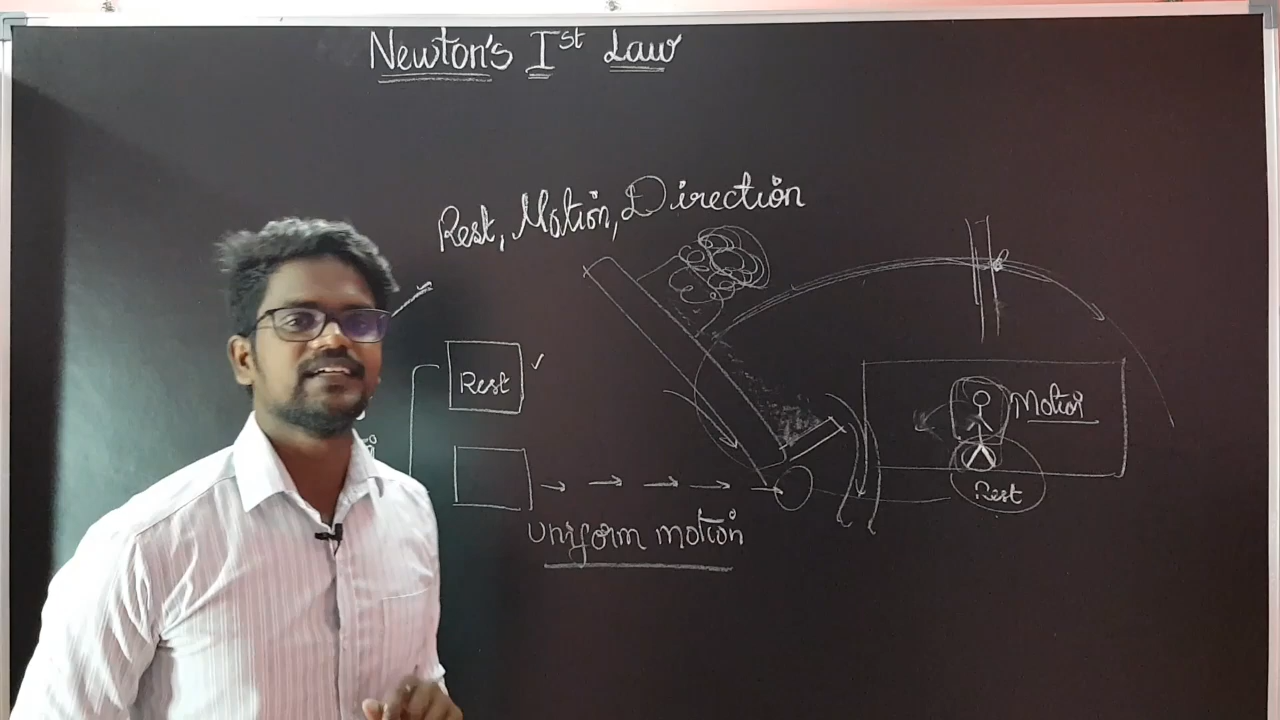 Newton's Ist Law
Rest, Motion, Direction
Rest
Motion
Rest
Uniform motion